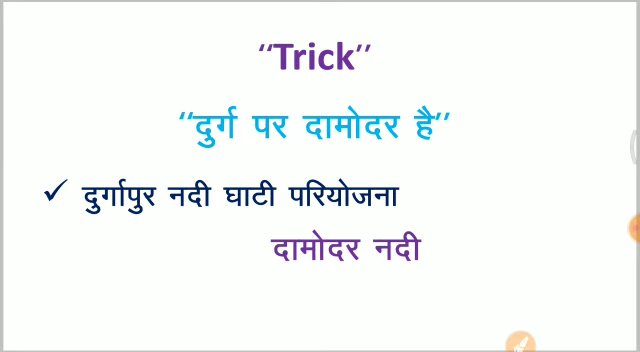 “Trick”
“दुर्ग पर दामोदर है”
✓ दुर्गापुर नदी घाटी परियोजना
दामोदर नदी